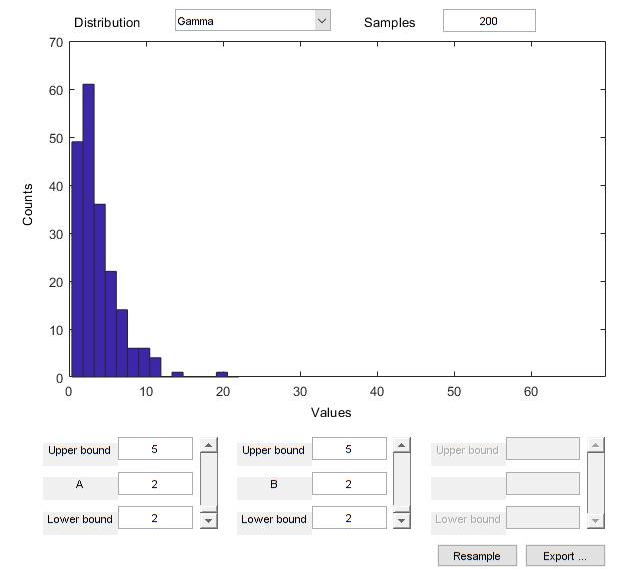 Distribution Gamma Samples 200
70
60
50
40
30
20
10
0
Counts
0 10 20 30 40 50 60
Values
Upper bound 5 Upper bound 5 Upper bound
A 2 B 2
Lower bound 2 Lower bound 2 Lower bound
Resample Export ...